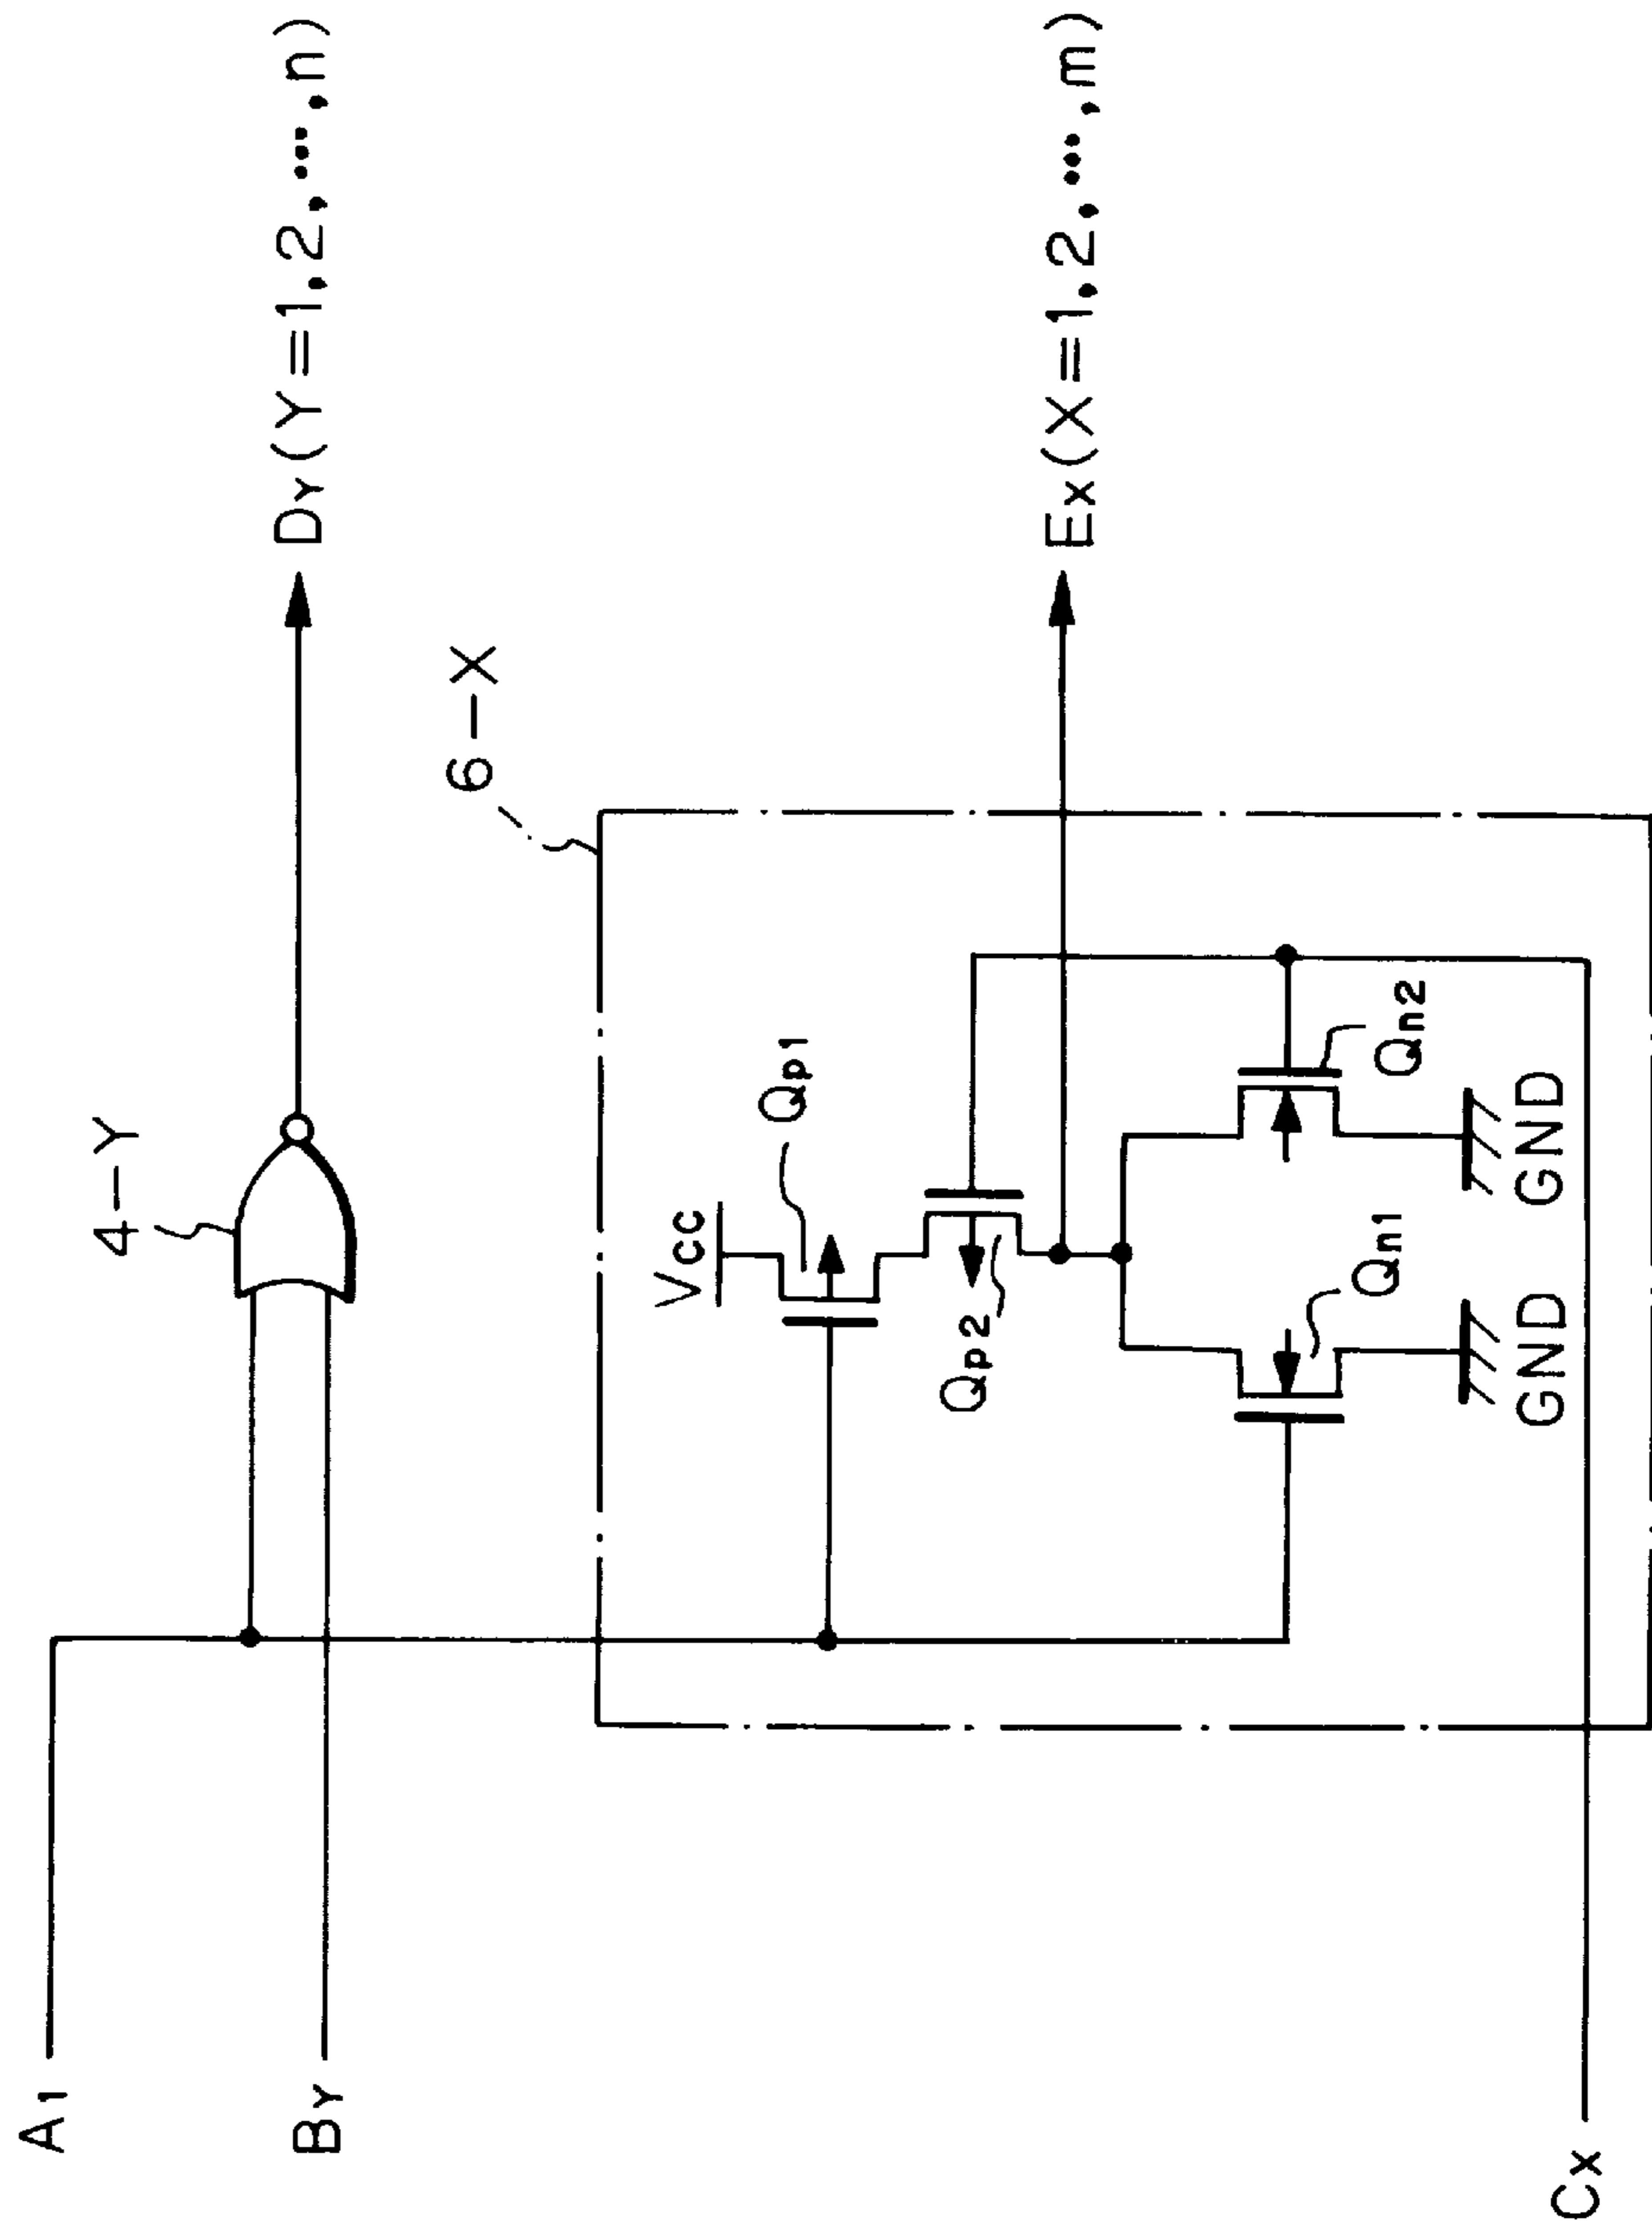 A1
BY
CX
4-Y
DY(Y=1,2,...,n)
6-X
VCC
Qp1
Qp2
EX(X=1,2,...,m)
Qn1
Qn2
GND
GND